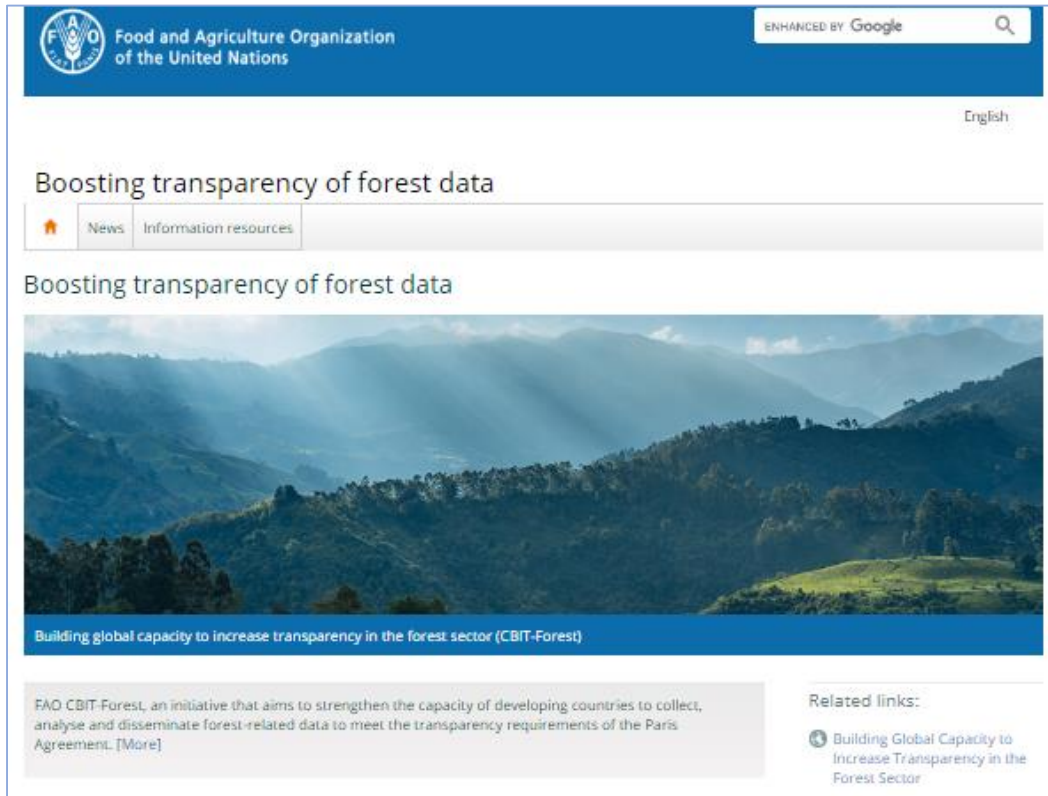 FAO
FIAT PANIS
Food and Agriculture Organization
of the United Nations
ENHANCED BY Google
English
Boosting transparency of forest data
News
Information resources
Boosting transparency of forest data
Building global capacity to increase transparency in the forest sector (CBIT-Forest)
FAO CBIT-Forest, an initiative that aims to strengthen the capacity of developing countries to collect,
analyse and disseminate forest-related data to meet the transparency requirements of the Paris
Agreement. [More]
Related links:
Building Global Capacity to
Increase Transparency in the
Forest Sector